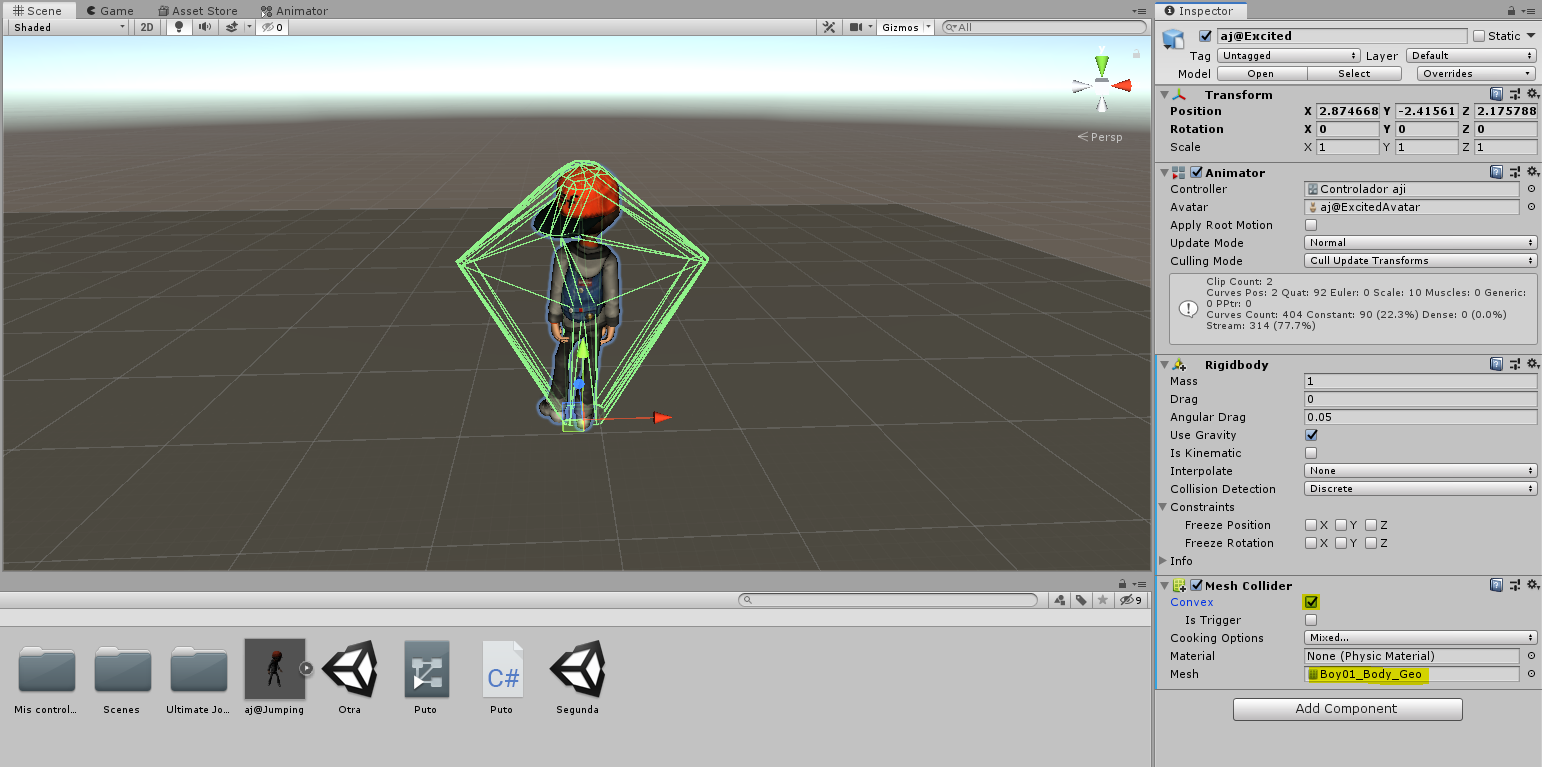 Scene Game Asset Store Animator
Shaded 2D 0 Gizmos All
y
Persp
9
Mis control... Scenes Ultimate Jo... aj@Jumping Otra Puto C# Puto Segunda
Inspector
aj@Excited Static
Tag Untagged Layer Default
Model Open Select Overrides
Transform
Position X 2.874668 Y -2.41561 Z 2.175788
Rotation X 0 Y 0 Z 0
Scale X 1 Y 1 Z 1
Animator
Controller Controlador aji
Avatar aj@ExcitedAvatar
Apply Root Motion
Update Mode Normal
Culling Mode Cull Update Transforms
Clip Count: 2
Curves Pos: 2 Quat: 92 Euler: 0 Scale: 10 Muscles: 0 Generic:
0 PPtr: 0
Curves Count: 404 Constant: 90 (22.3%) Dense: 0 (0.0%)
Stream: 314 (77.7%)
Rigidbody
Mass 1
Drag 0
Angular Drag 0.05
Use Gravity
Is Kinematic
Interpolate None
Collision Detection Discrete
Constraints
Freeze Position X Y Z
Freeze Rotation X Y Z
Info
Mesh Collider
Convex
Is Trigger
Cooking Options Mixed...
Material None (Physic Material)
Mesh Boy01_Body_Geo
Add Component